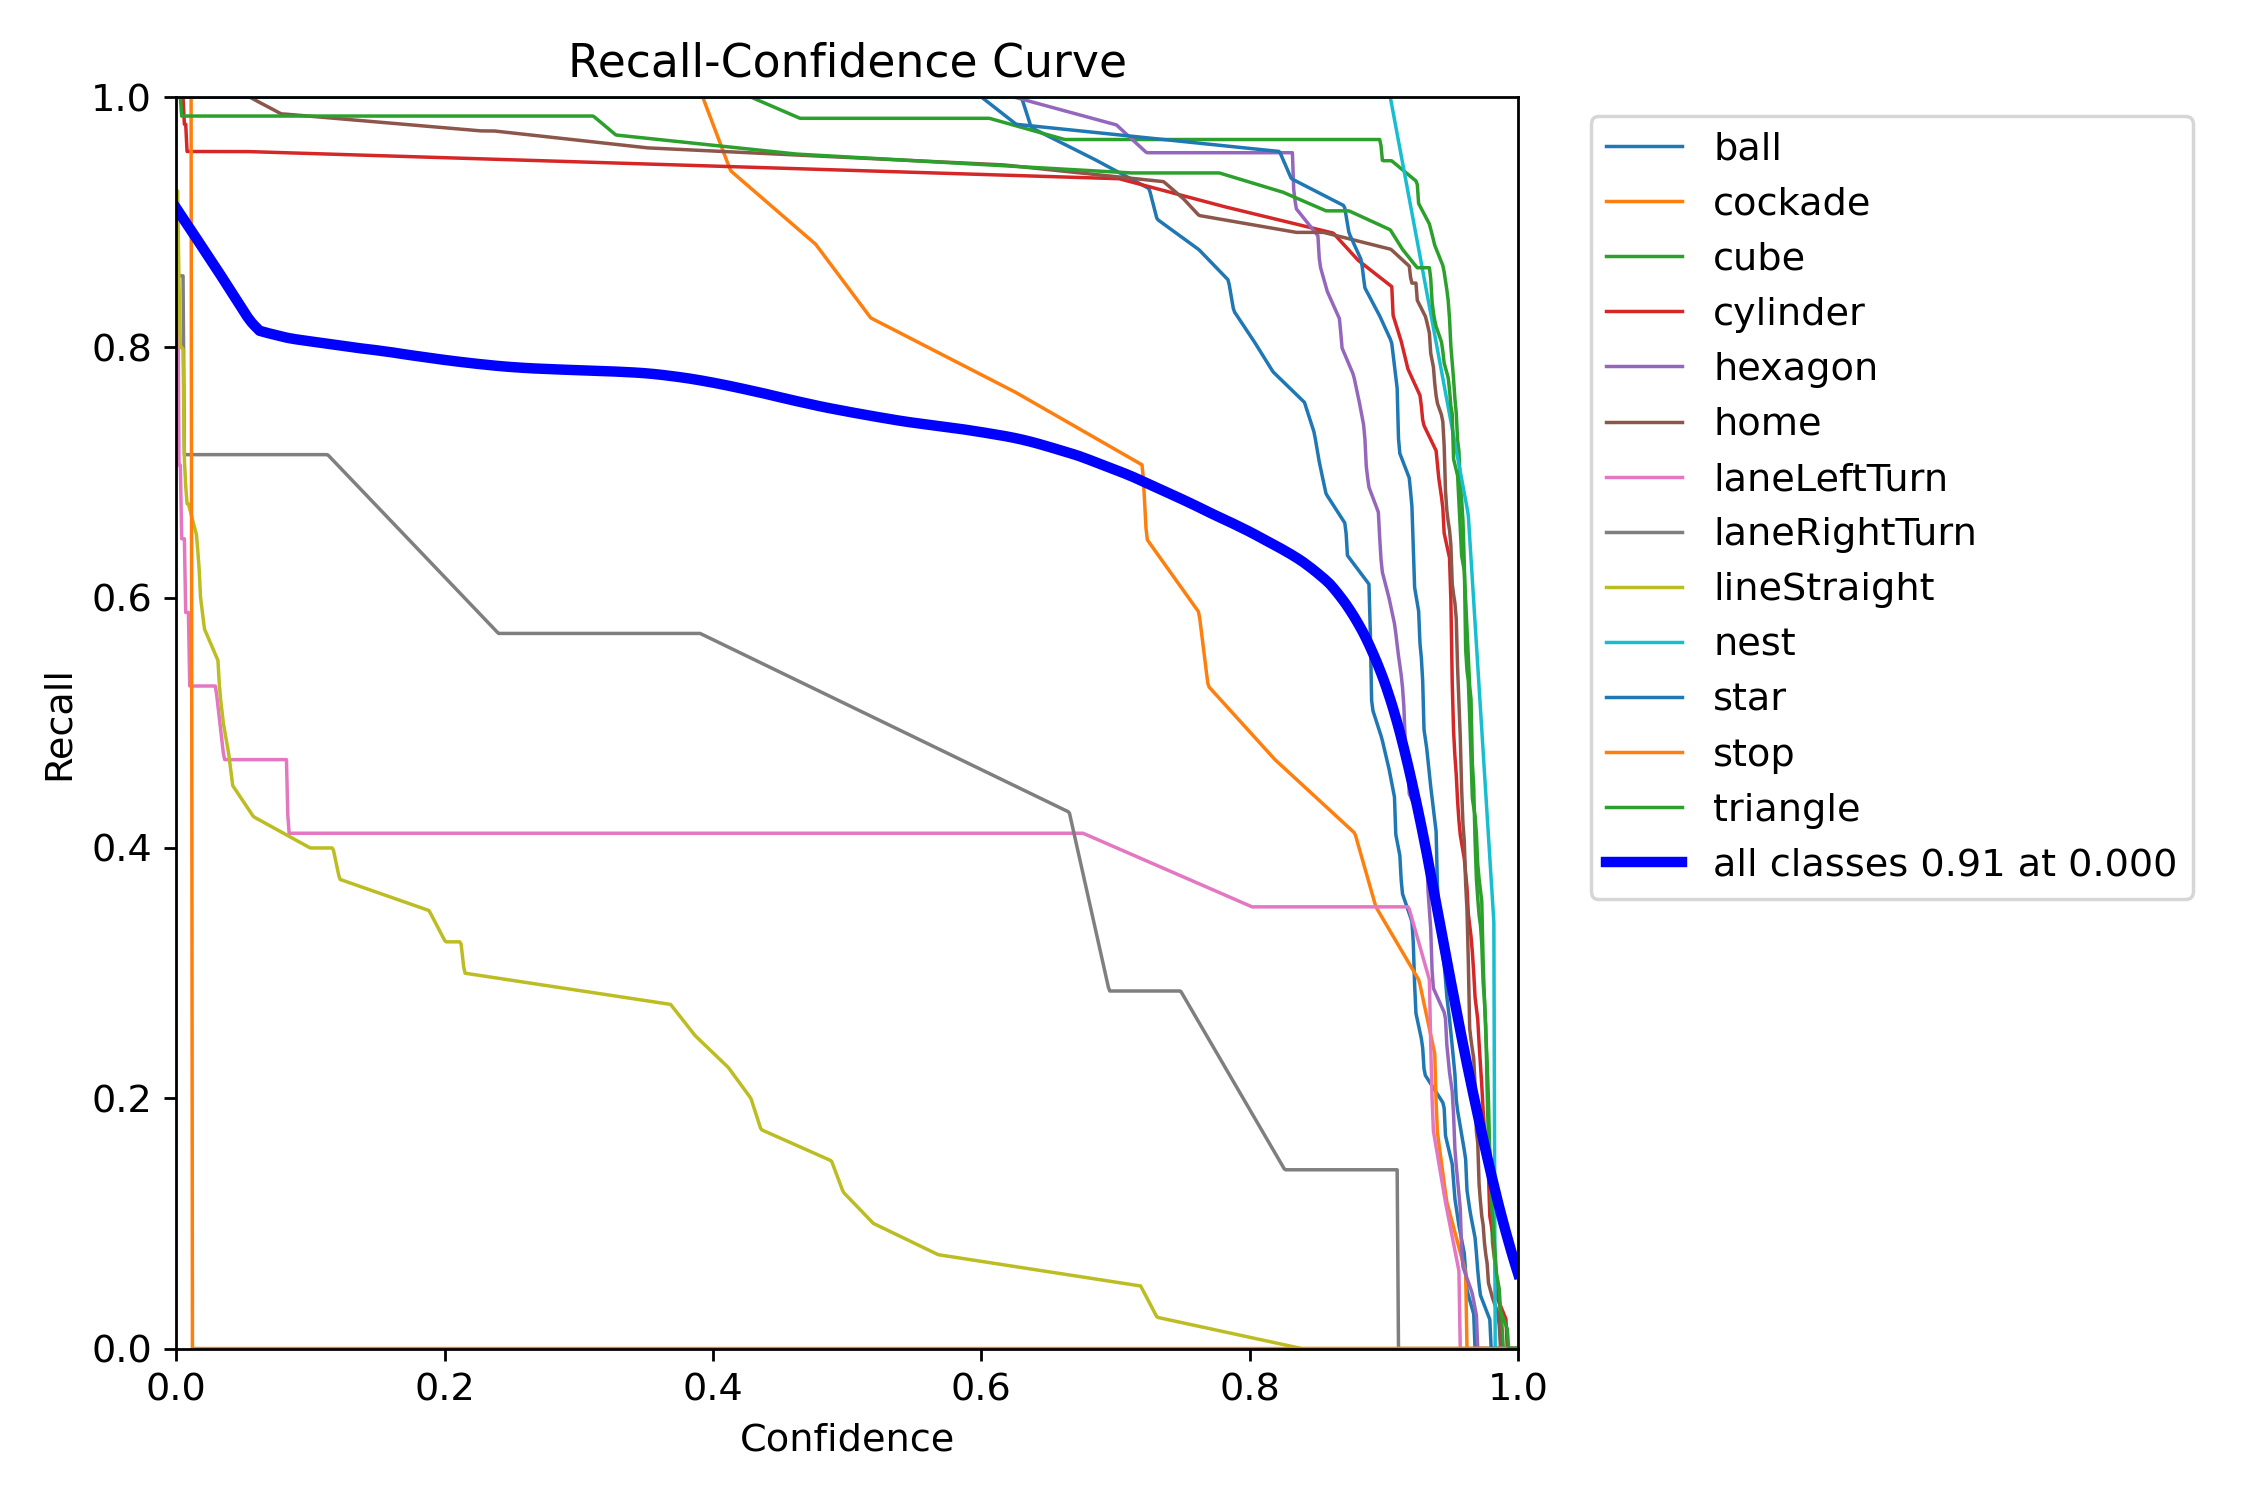 Recall-Confidence Curve
1.0
0.8
0.6
0.4
0.2
0.0
Recall
0.0 0.2 0.4 0.6 0.8 1.0
Confidence
ball
cockade
cube
cylinder
hexagon
home
laneLeftTurn
laneRightTurn
lineStraight
nest
star
stop
triangle
all classes 0.91 at 0.000